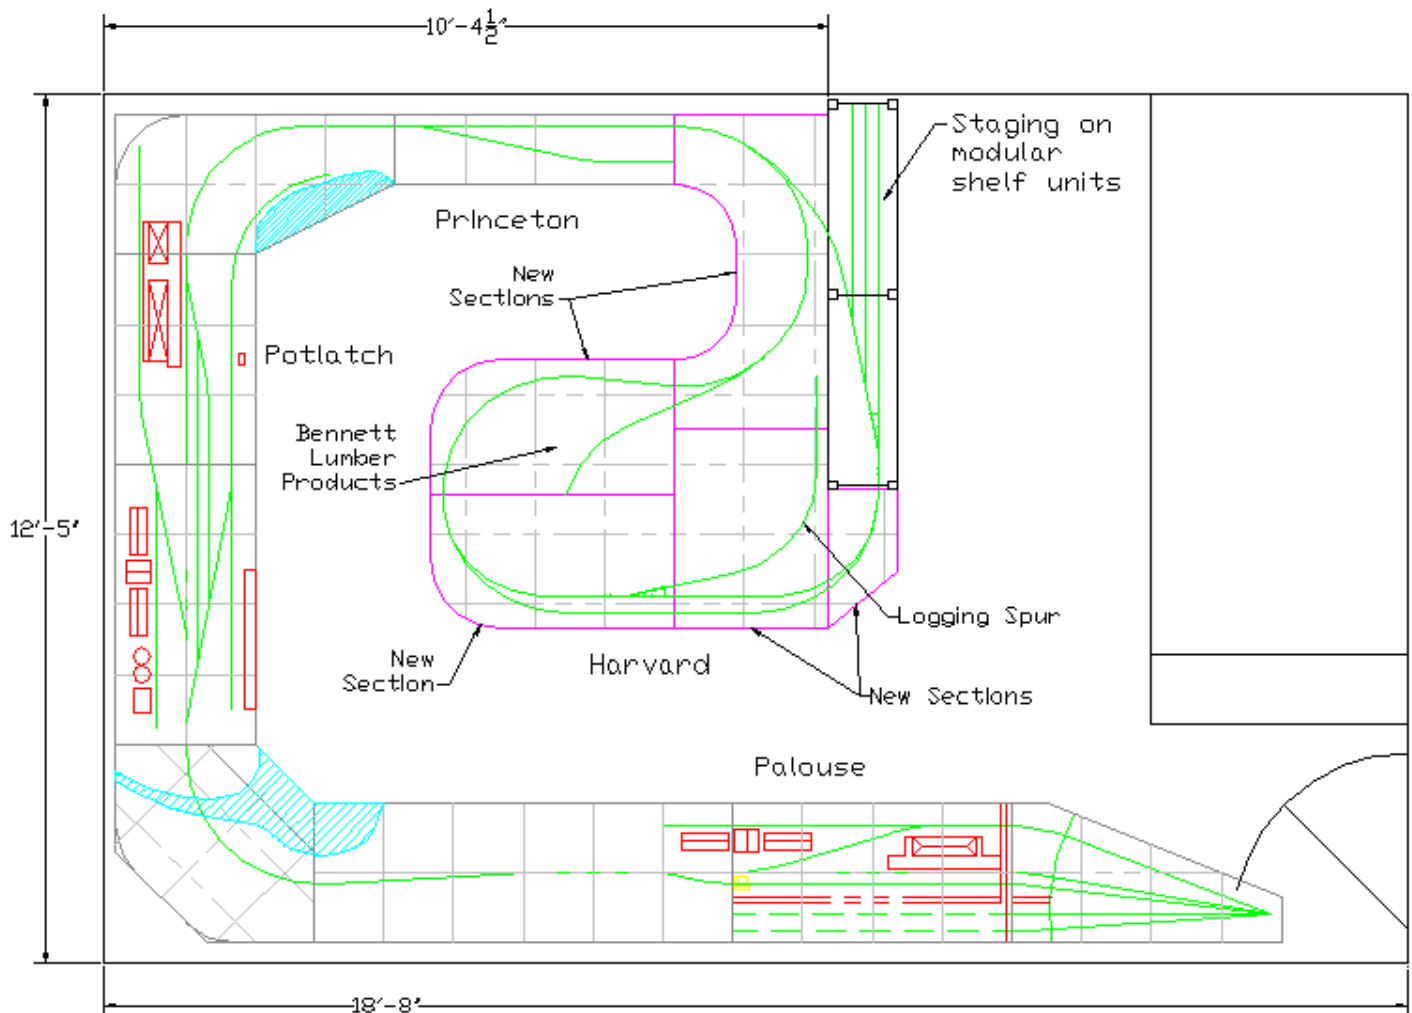 10'-4½"
Staging on
modular
shelf units
PrInceton
New
SectIons
Potlatch
Bennett
Lumber
Products
12'-5"
LoggIng Spur
New
SectIon
Harvard
New SectIons
Palouse
18'-8"